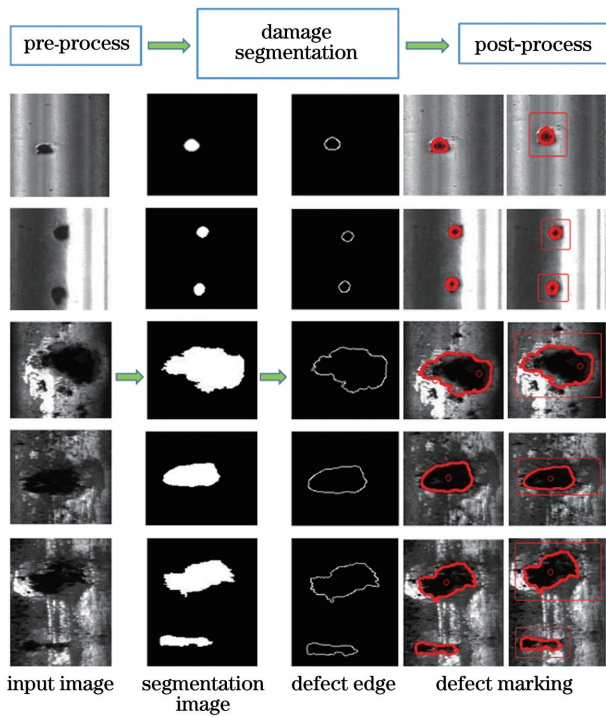 pre-process
damage
segmentation
post-process
input image
segmentation
image
defect edge
defect marking